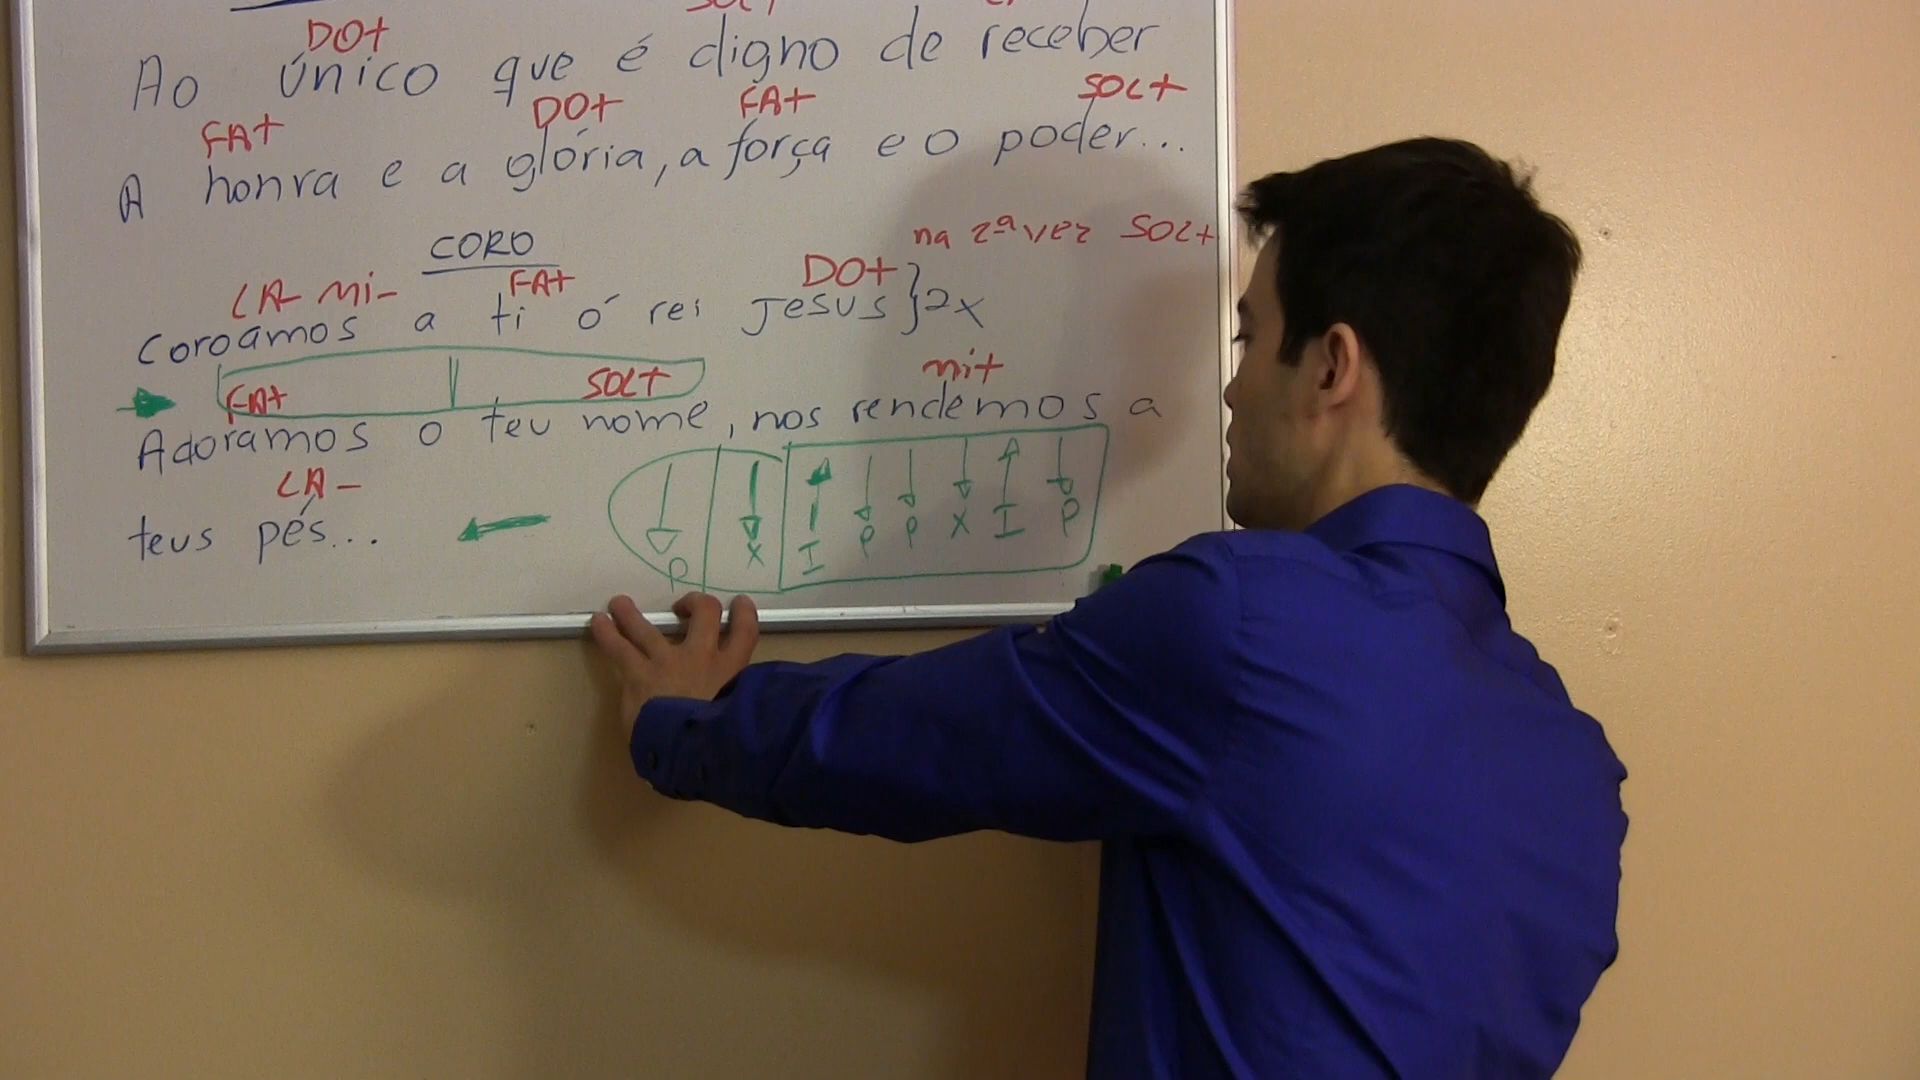 DO+
Ao único que é digno de receber
FA+ DO+ FA+ SOL+
A honra e a glória, a força e o poder...
CORO
na 2ª vez SOL+
LA- mi- FA+ DO+
Coroamos a ti ó rei Jesus }2x
FA+ SOL+ mi+
Adoramos o teu nome, nos rendemos a
LA-
teus pés...
P X I P P X I P